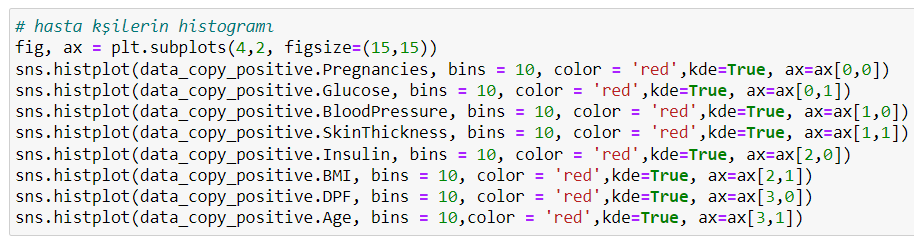 # hasta kşilerin histogramı
fig, ax = plt.subplots(4,2, figsize=(15,15))
sns.histplot(data_copy_positive.Pregnancies, bins = 10, color = 'red',kde=True, ax=ax[0,0])
sns.histplot(data_copy_positive.Glucose, bins = 10, color = 'red',kde=True, ax=ax[0,1])
sns.histplot(data_copy_positive.BloodPressure, bins = 10, color = 'red',kde=True, ax=ax[1,0])
sns.histplot(data_copy_positive.SkinThickness, bins = 10, color = 'red',kde=True, ax=ax[1,1])
sns.histplot(data_copy_positive.Insulin, bins = 10, color = 'red',kde=True, ax=ax[2,0])
sns.histplot(data_copy_positive.BMI, bins = 10, color = 'red',kde=True, ax=ax[2,1])
sns.histplot(data_copy_positive.DPF, bins = 10, color = 'red',kde=True, ax=ax[3,0])
sns.histplot(data_copy_positive.Age, bins = 10,color = 'red',kde=True, ax=ax[3,1])